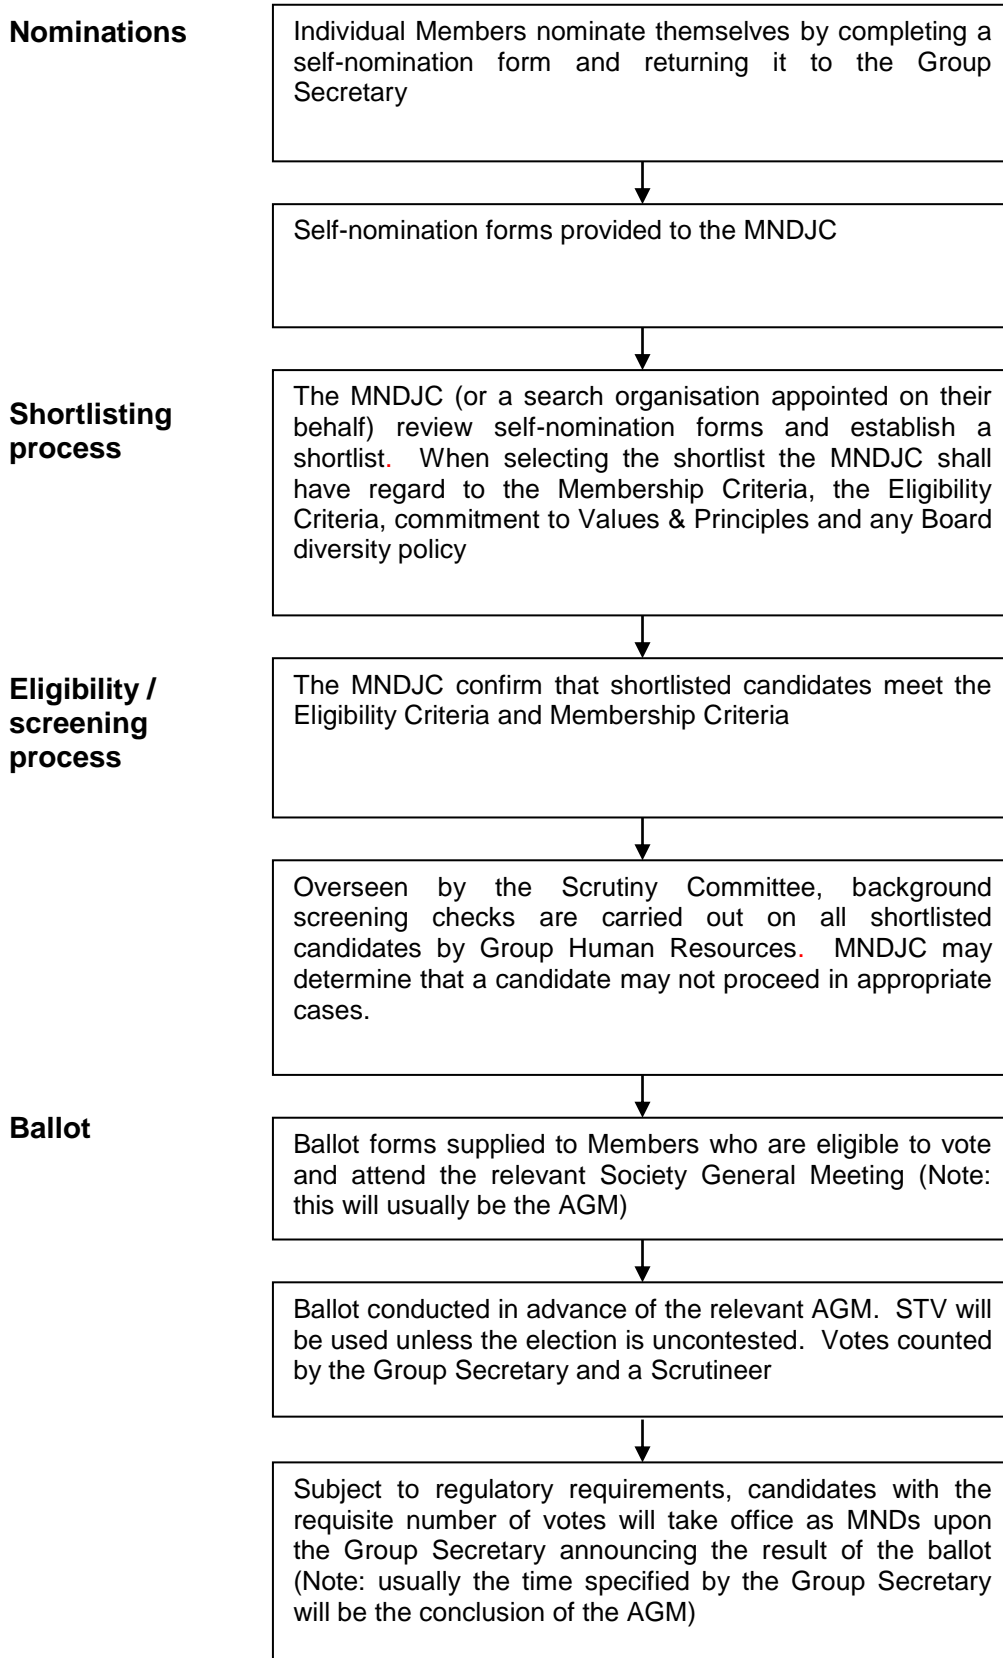 Nominations
Individual Members nominate themselves by completing a
self-nomination form and returning it to the Group
Secretary
Self-nomination forms provided to the MNDJC
Shortlisting
process
The MNDJC (or a search organisation appointed on their
behalf) review self-nomination forms and establish a
shortlist. When selecting the shortlist the MNDJC shall
have regard to the Membership Criteria, the Eligibility
Criteria, commitment to Values & Principles and any Board
diversity policy
Eligibility /
screening
process
The MNDJC confirm that shortlisted candidates meet the
Eligibility Criteria and Membership Criteria
Overseen by the Scrutiny Committee, background
screening checks are carried out on all shortlisted
candidates by Group Human Resources. MNDJC may
determine that a candidate may not proceed in appropriate
cases.
Ballot
Ballot forms supplied to Members who are eligible to vote
and attend the relevant Society General Meeting (Note:
this will usually be the AGM)
Ballot conducted in advance of the relevant AGM. STV will
be used unless the election is uncontested. Votes counted
by the Group Secretary and a Scrutineer
Subject to regulatory requirements, candidates with the
requisite number of votes will take office as MNDs upon
the Group Secretary announcing the result of the ballot
(Note: usually the time specified by the Group Secretary
will be the conclusion of the AGM)